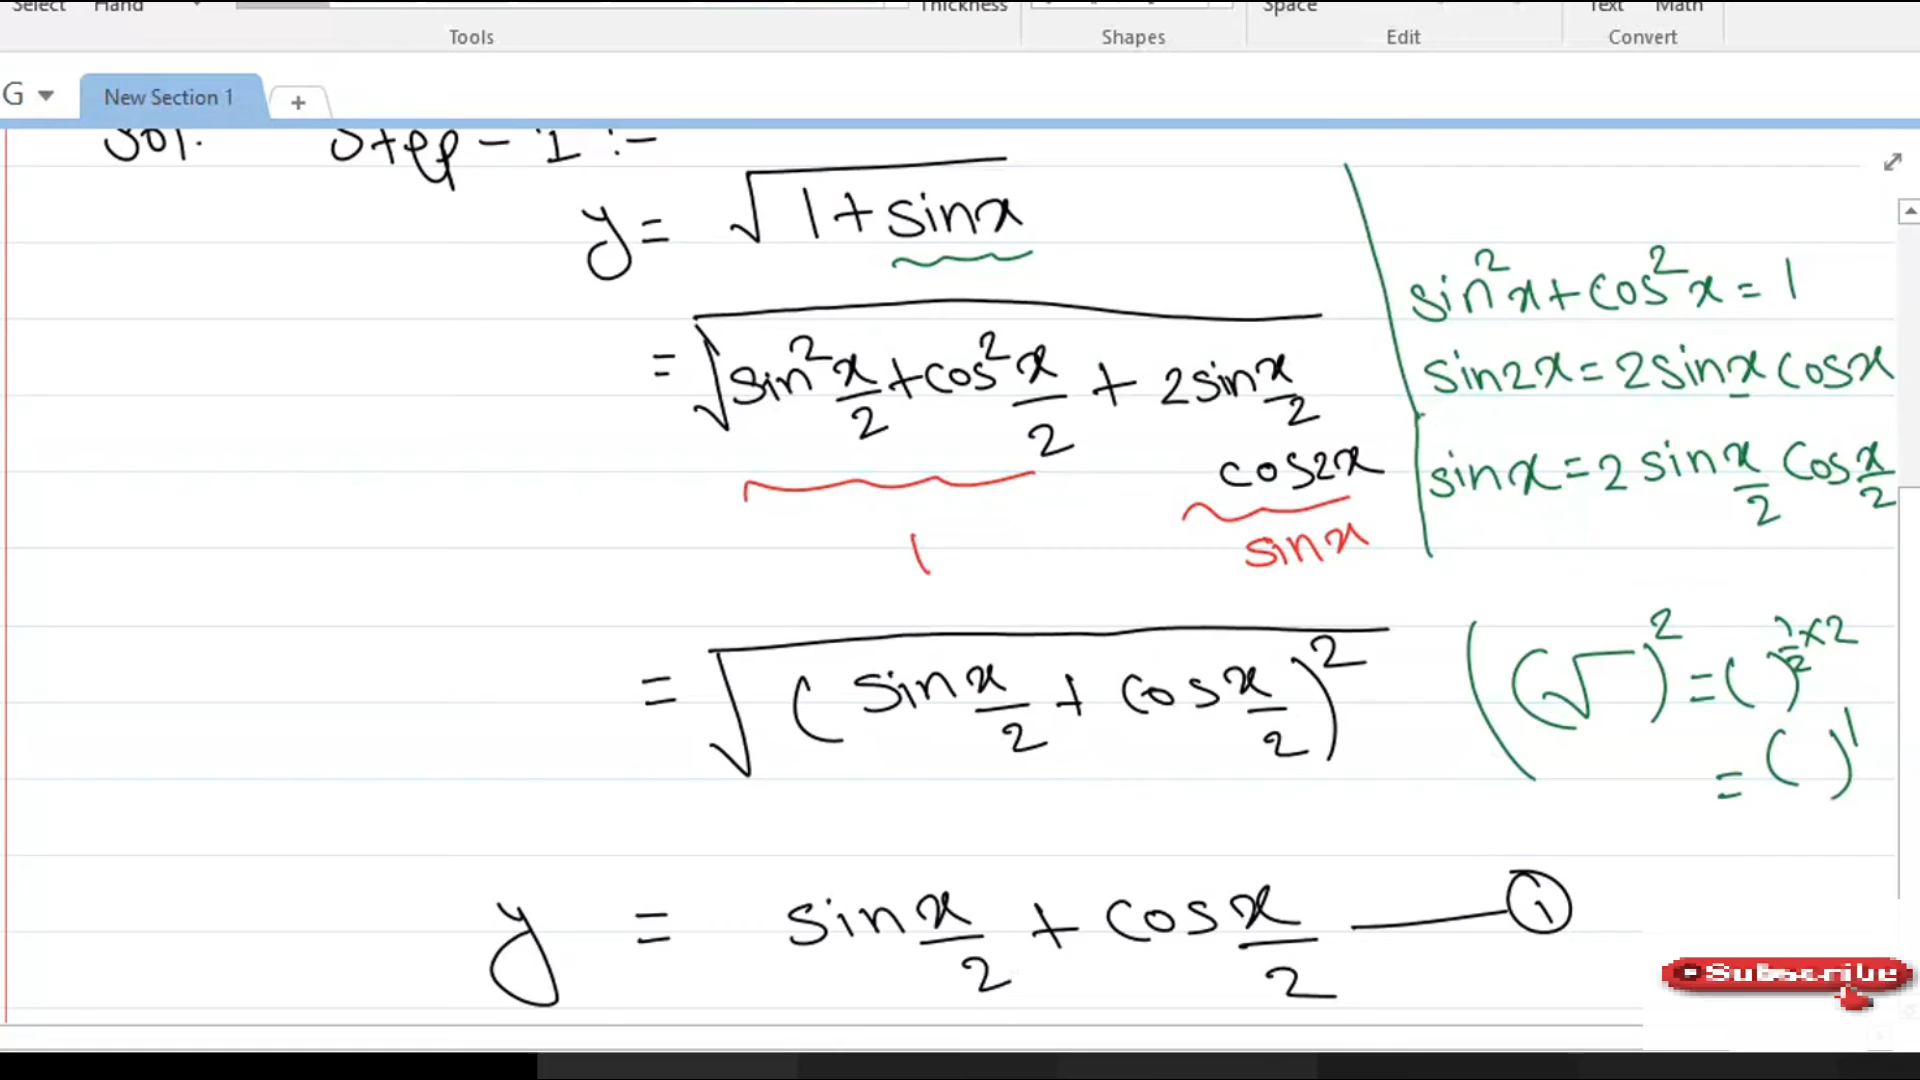 Select Hand Thickness Space Text Math
Tools Shapes Edit Convert
G New Section 1 +
Sol. Step - I :-
y = √(1 + sinx)
= √(sin²x/2 + cos²x/2 + 2sinx/2
cos2x
1 sinx
= √(sinx/2 + cosx/2)²
y = sinx/2 + cosx/2 — ①
sin²x + cos²x = 1
sin2x = 2sinx cosx
sinx = 2 sinx/2 cosx/2
((√ )² = ( )^½×2
= ( )¹
Subscribe